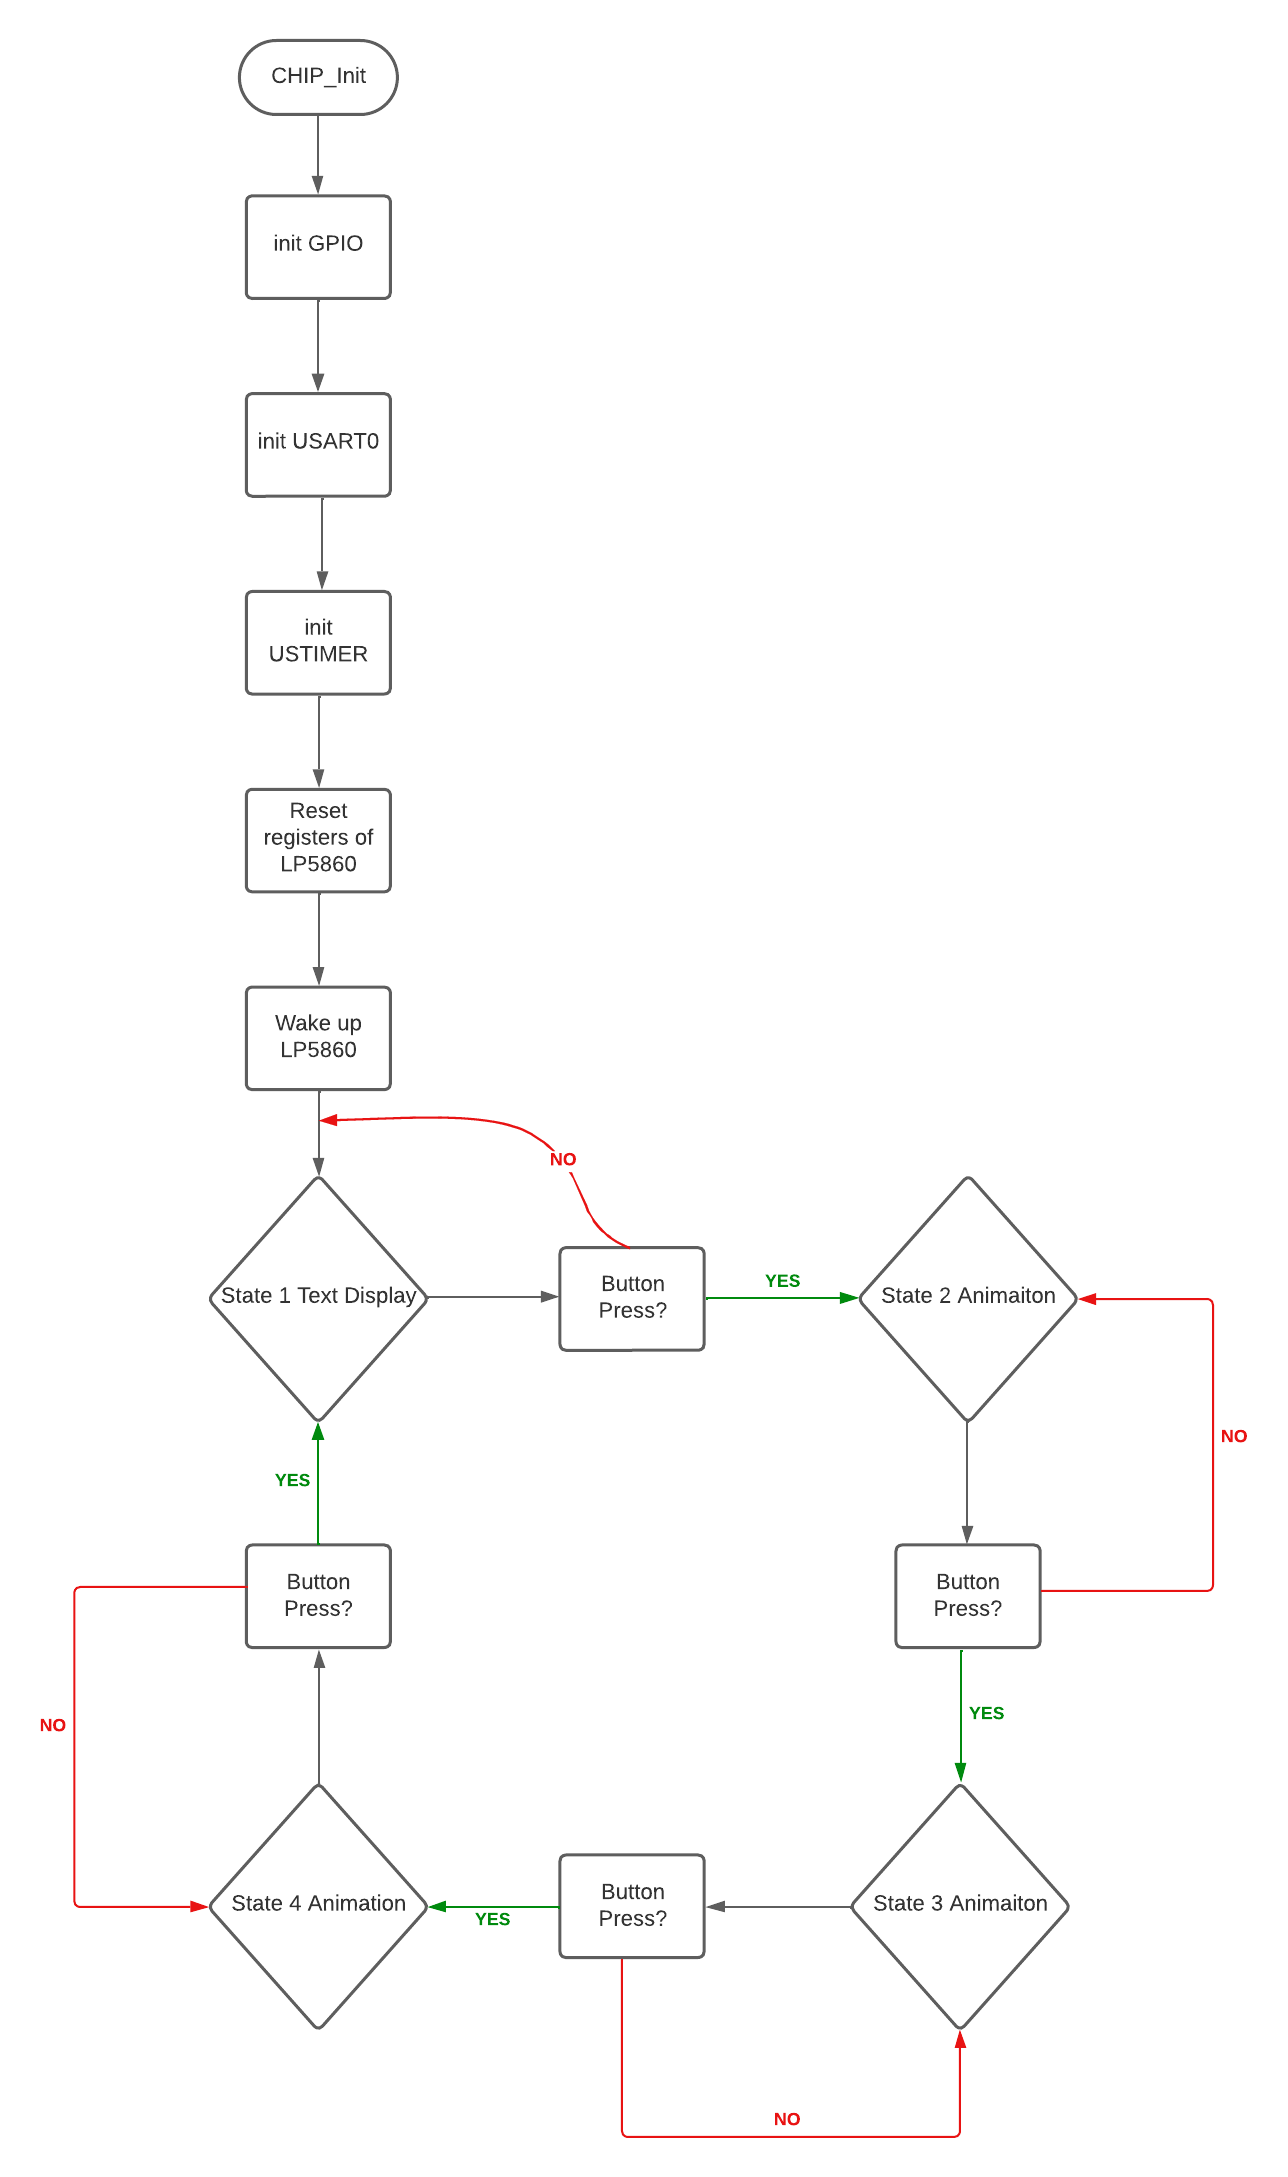 CHIP_Init
init GPIO
init USART0
init
USTIMER
Reset
registers of
LP5860
Wake up
LP5860
NO
State 1 Text Display
Button
Press?
YES
State 2 Animaiton
NO
Button
Press?
YES
State 3 Animaiton
Button
Press?
NO
YES
State 4 Animation
Button
Press?
NO
YES